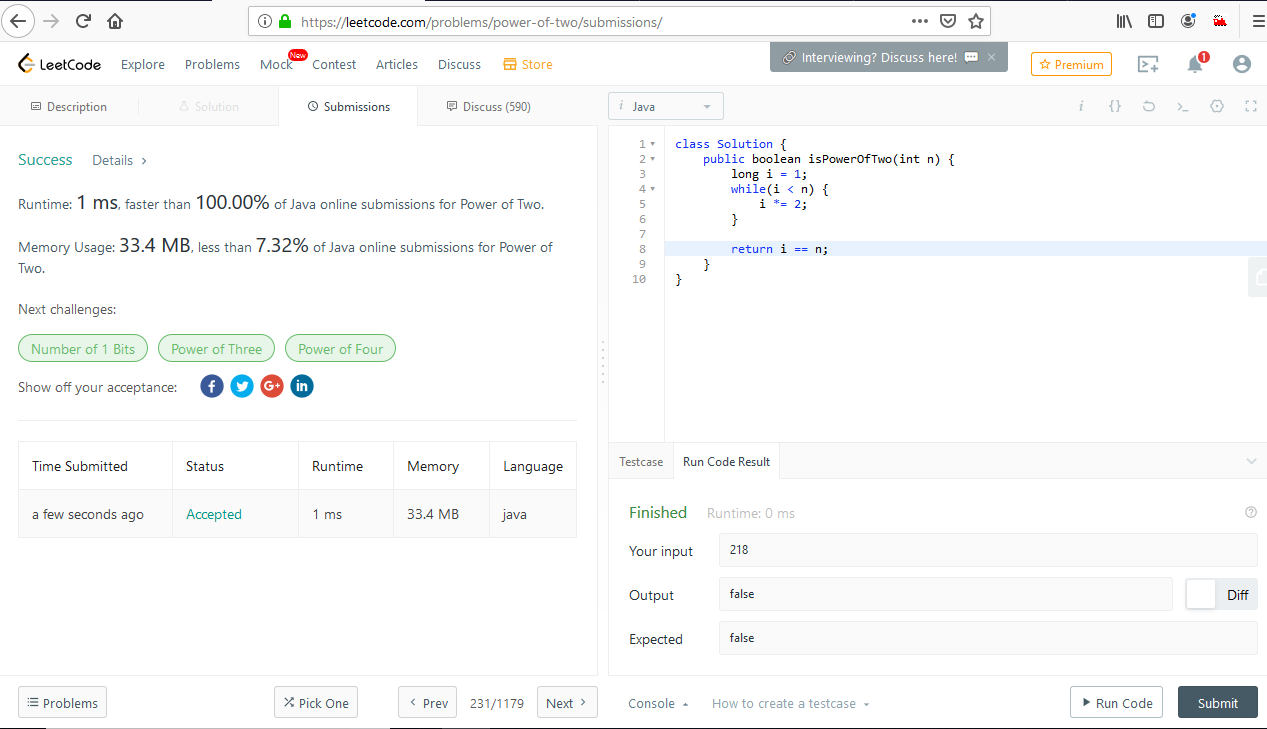 https://leetcode.com/problems/power-of-two/submissions/
LeetCode Explore Problems Mock New Contest Articles Discuss Store
Interviewing? Discuss here! ×
Premium
1
Description Solution Submissions Discuss (590)
i Java
Success Details >
Runtime: 1 ms, faster than 100.00% of Java online submissions for Power of Two.
Memory Usage: 33.4 MB, less than 7.32% of Java online submissions for Power of
Two.
Next challenges:
Number of 1 Bits Power of Three Power of Four
Show off your acceptance: f G+ in
Time Submitted Status Runtime Memory Language
a few seconds ago Accepted 1 ms 33.4 MB java
1 class Solution {
2 public boolean isPowerOfTwo(int n) {
3 long i = 1;
4 while(i < n) {
5 i *= 2;
6 }
7
8 return i == n;
9 }
10 }
Testcase Run Code Result
Finished Runtime: 0 ms
Your input 218
Output false Diff
Expected false
Problems Pick One < Prev 231/1179 Next >
Console How to create a testcase Run Code Submit